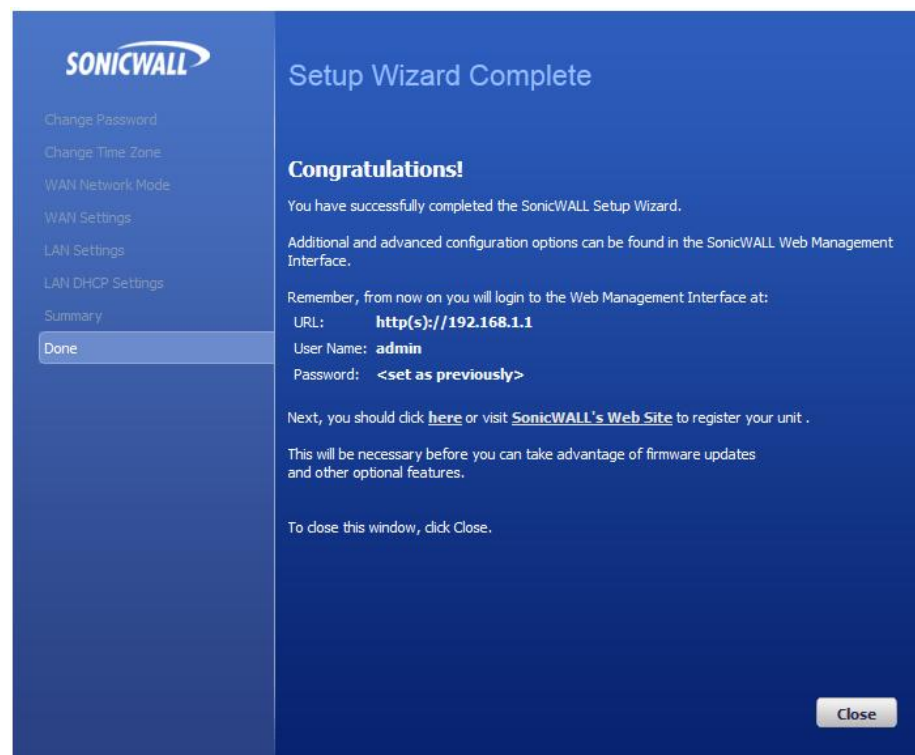 SONICWALL
Change Password
Change Time Zone
WAN Network Mode
WAN Settings
LAN Settings
LAN DHCP Settings
Summary
Done
Setup Wizard Complete
Congratulations!
You have successfully completed the SonicWALL Setup Wizard.
Additional and advanced configuration options can be found in the SonicWALL Web Management
Interface.
Remember, from now on you will login to the Web Management Interface at:
URL: http(s)://192.168.1.1
User Name: admin
Password: <set as previously>
Next, you should click here or visit SonicWALL's Web Site to register your unit .
This will be necessary before you can take advantage of firmware updates
and other optional features.
To close this window, click Close.
Close